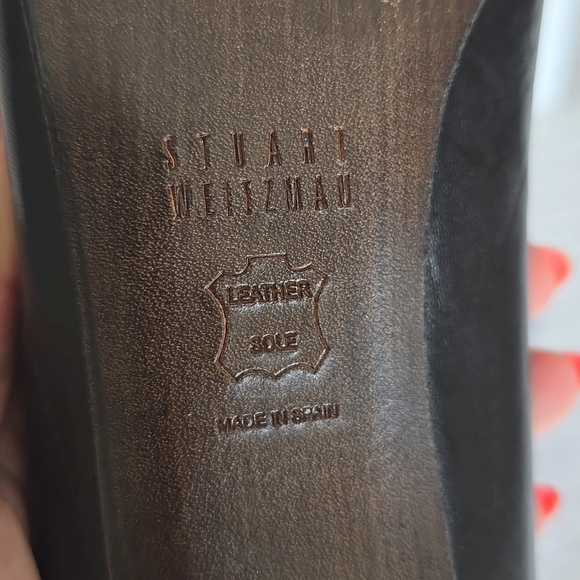 STUART
WEITZMAN
LEATHER
SOLE
MADE IN SPAIN